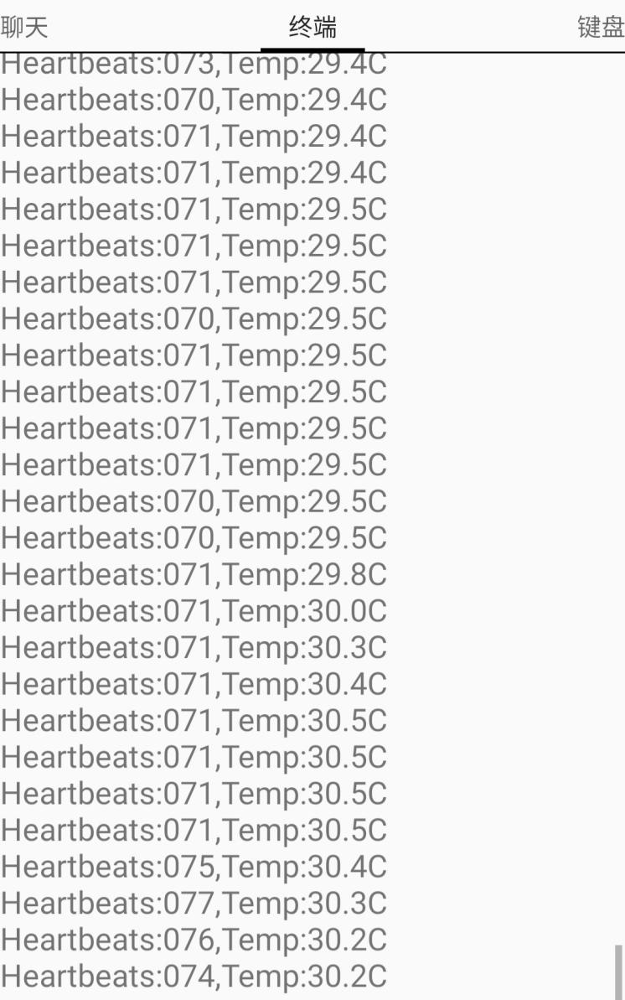 聊天 终端 键盘
Heartbeats:073,Temp:29.4C
Heartbeats:070,Temp:29.4C
Heartbeats:071,Temp:29.4C
Heartbeats:071,Temp:29.4C
Heartbeats:071,Temp:29.5C
Heartbeats:071,Temp:29.5C
Heartbeats:071,Temp:29.5C
Heartbeats:070,Temp:29.5C
Heartbeats:071,Temp:29.5C
Heartbeats:071,Temp:29.5C
Heartbeats:071,Temp:29.5C
Heartbeats:071,Temp:29.5C
Heartbeats:070,Temp:29.5C
Heartbeats:070,Temp:29.5C
Heartbeats:071,Temp:29.8C
Heartbeats:071,Temp:30.0C
Heartbeats:071,Temp:30.3C
Heartbeats:071,Temp:30.4C
Heartbeats:071,Temp:30.5C
Heartbeats:071,Temp:30.5C
Heartbeats:071,Temp:30.5C
Heartbeats:071,Temp:30.5C
Heartbeats:075,Temp:30.4C
Heartbeats:077,Temp:30.3C
Heartbeats:076,Temp:30.2C
Heartbeats:074,Temp:30.2C